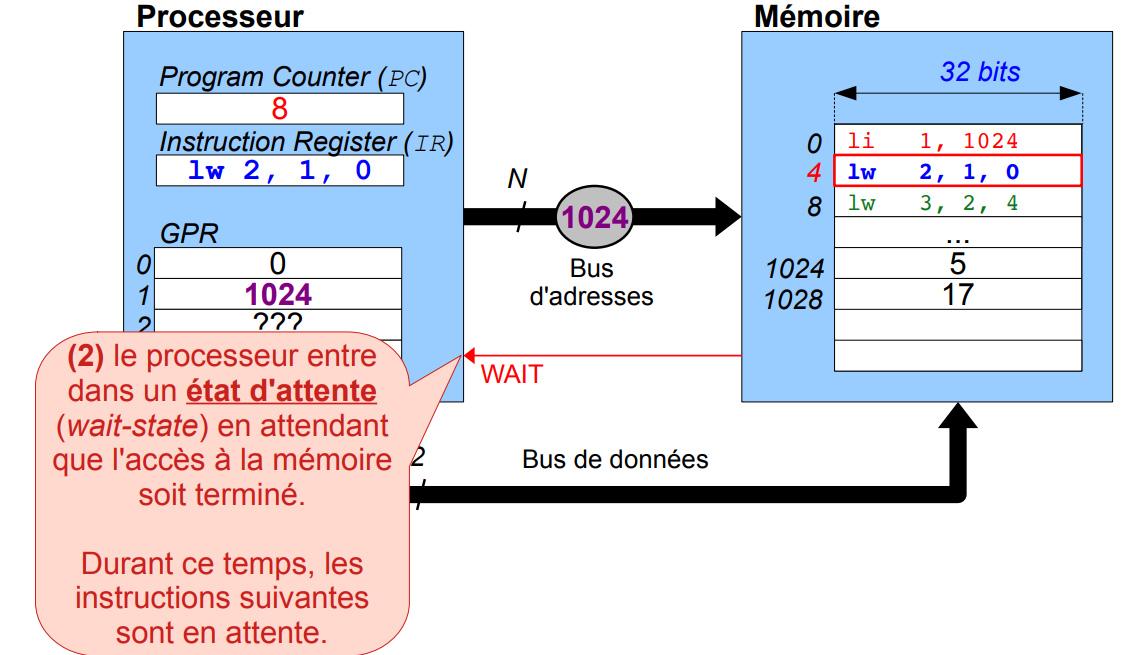 Processeur
Mémoire
Program Counter (PC)
8
Instruction Register (IR)
lw 2, 1, 0
GPR
0 0
1 1024
2 ???
N
1024
Bus
d'adresses
WAIT
32 bits
0 li 1, 1024
4 lw 2, 1, 0
8 lw 3, 2, 4
...
1024 5
1028 17
(2) le processeur entre
dans un état d'attente
(wait-state) en attendant
que l'accès à la mémoire
soit terminé.
Durant ce temps, les
instructions suivantes
sont en attente.
2
Bus de données